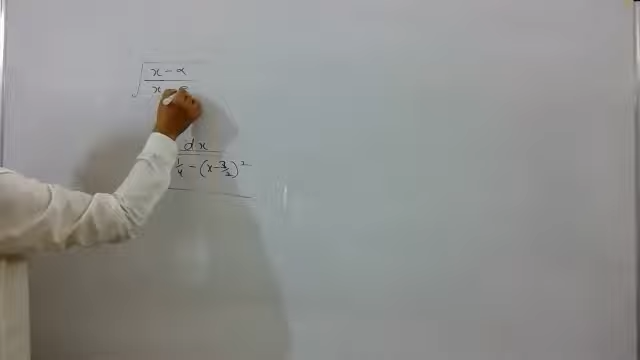 x - α
x -
dx
1/4 - (x - 3/2)²